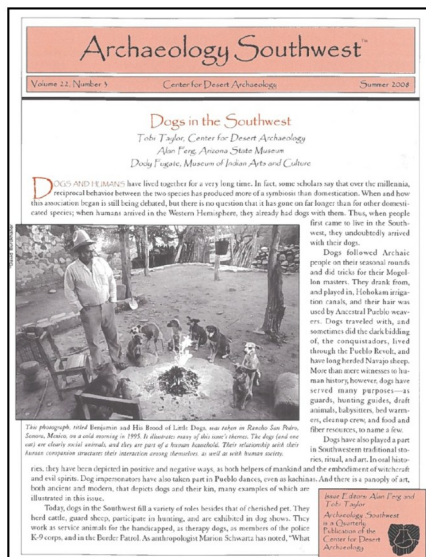 Archaeology Southwest™
Volume 22, Number 3 Center for Desert Archaeology Summer 2008
Dogs in the Southwest
Tobi Taylor, Center for Desert Archaeology
Alan Ferg, Arizona State Museum
Dody Fugate, Museum of Indian Arts and Culture
DOGS AND HUMANS have lived together for a very long time. In fact, some scholars say that over the millennia,
reciprocal behavior between the two species has produced more of a symbiosis than domestication. When and how
this association began is still being debated, but there is no question that it has gone on far longer than for other domesti-
cated species; when humans arrived in the Western Hemisphere, they already had dogs with them. Thus, when people
first came to live in the South-
west, they undoubtedly arrived
with their dogs.
Dogs followed Archaic
people on their seasonal rounds
and did tricks for their Mogol-
lon masters. They drank from,
and played in, Hohokam irriga-
tion canals, and their hair was
used by Ancestral Pueblo weav-
ers. Dogs traveled with, and
sometimes did the dark bidding
of, the conquistadors, lived
through the Pueblo Revolt, and
have long herded Navajo sheep.
More than mere witnesses to hu-
man history, however, dogs have
served many purposes—as
guards, hunting guides, draft
animals, babysitters, bed warm-
ers, cleanup crew; and food and
fiber resources, to name a few.
Dogs have also played a part
in Southwestern traditional sto-
ries, ritual, and art. In oral histo-
This photograph, titled Benjamin and His Brood of Little Dogs, was taken in Rancho San Pedro,
Sonora, Mexico, on a cold morning in 1995. It illustrates many of this issue's themes. The dogs (and one
cat) are clearly social animals, and they are part of a human household. Their relationship with their
human companion structures their interaction among themselves, as well as with human society.
ries, they have been depicted in positive and negative ways, as both helpers of mankind and the embodiment of witchcraft
and evil spirits. Dog impersonators have also taken part in Pueblo dances, even as kachinas. And there is a panoply of art,
both ancient and modern, that depicts dogs and their kin, many examples of which are
illustrated in this issue.
Today, dogs in the Southwest fill a variety of roles besides that of cherished pet. They
herd cattle, guard sheep, participate in hunting, and are exhibited in dog shows. They
work as service animals for the handicapped, as therapy dogs, as members of the police
K-9 corps, and in the Border Patrol. As anthropologist Marion Schwartz has noted, "What
Issue Editors: Alan Ferg and
Tobi Taylor
Archaeology Southwest
is a Quarterly
Publication of the
Center for Desert
Archaeology